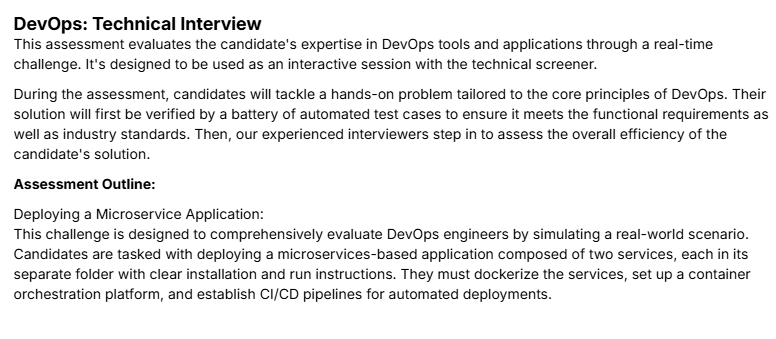 DevOps: Technical Interview
This assessment evaluates the candidate's expertise in DevOps tools and applications through a real-time
challenge. It's designed to be used as an interactive session with the technical screener.
During the assessment, candidates will tackle a hands-on problem tailored to the core principles of DevOps. Their
solution will first be verified by a battery of automated test cases to ensure it meets the functional requirements as
well as industry standards. Then, our experienced interviewers step in to assess the overall efficiency of the
candidate's solution.
Assessment Outline:
Deploying a Microservice Application:
This challenge is designed to comprehensively evaluate DevOps engineers by simulating a real-world scenario.
Candidates are tasked with deploying a microservices-based application composed of two services, each in its
separate folder with clear installation and run instructions. They must dockerize the services, set up a container
orchestration platform, and establish CI/CD pipelines for automated deployments.